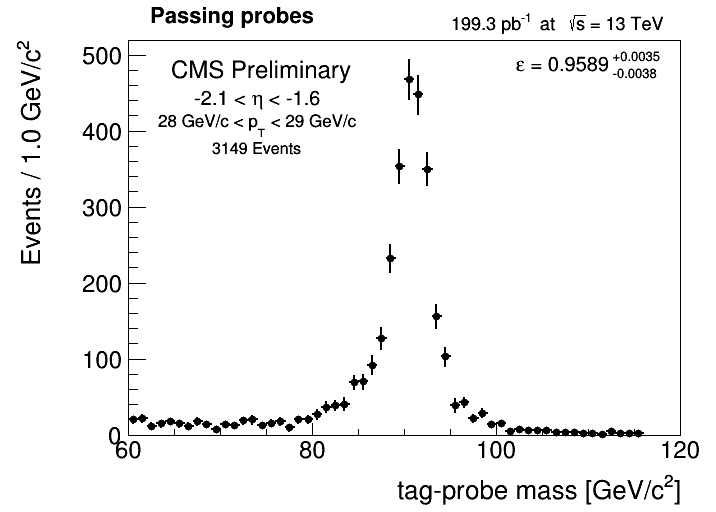 Passing probes
199.3 pb⁻¹ at √s = 13 TeV
CMS Preliminary
ε = 0.9589 +0.0035 -0.0038
-2.1 < η < -1.6
28 GeV/c < p_T < 29 GeV/c
3149 Events
Events / 1.0 GeV/c²
500
400
300
200
100
0
60 80 100 120
tag-probe mass [GeV/c²]